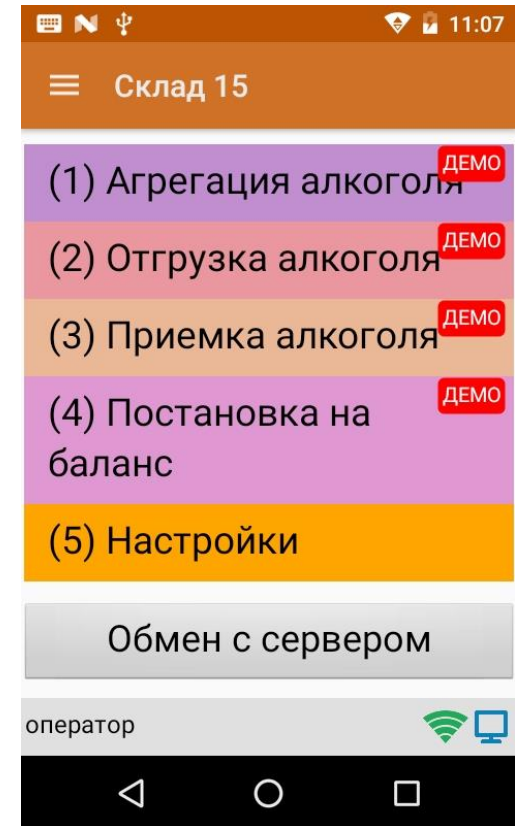 11:07
Склад 15
(1) Агрегация алкоголя
ДЕМО
(2) Отгрузка алкоголя
ДЕМО
(3) Приемка алкоголя
ДЕМО
(4) Постановка на
ДЕМО
баланс
(5) Настройки
Обмен с сервером
оператор